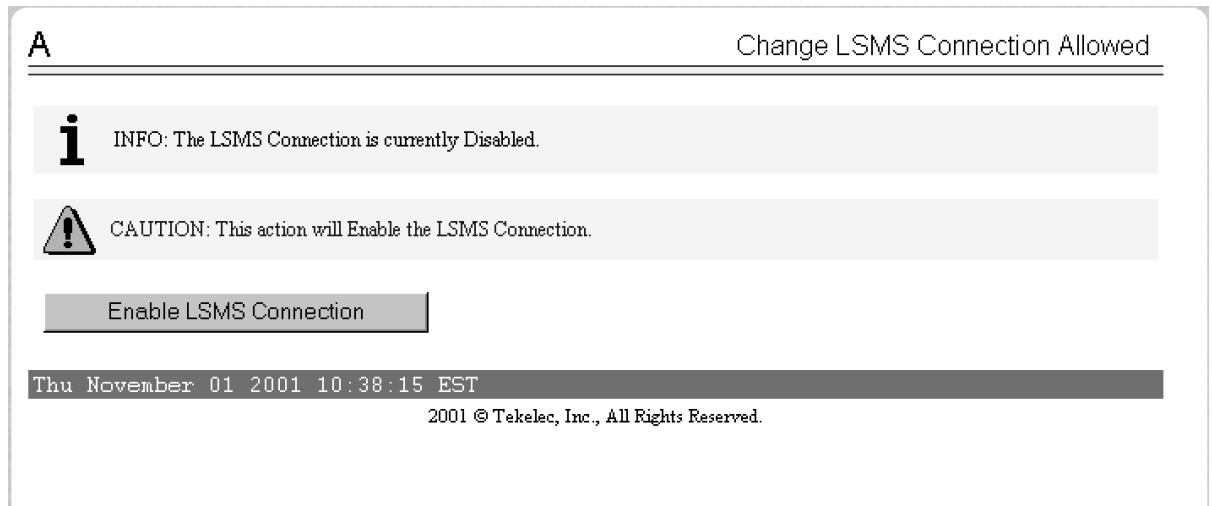 A
Change LSMS Connection Allowed
INFO: The LSMS Connection is currently Disabled.
CAUTION: This action will Enable the LSMS Connection.
Enable LSMS Connection
Thu November 01 2001 10:38:15 EST
2001 © Tekelec, Inc., All Rights Reserved.